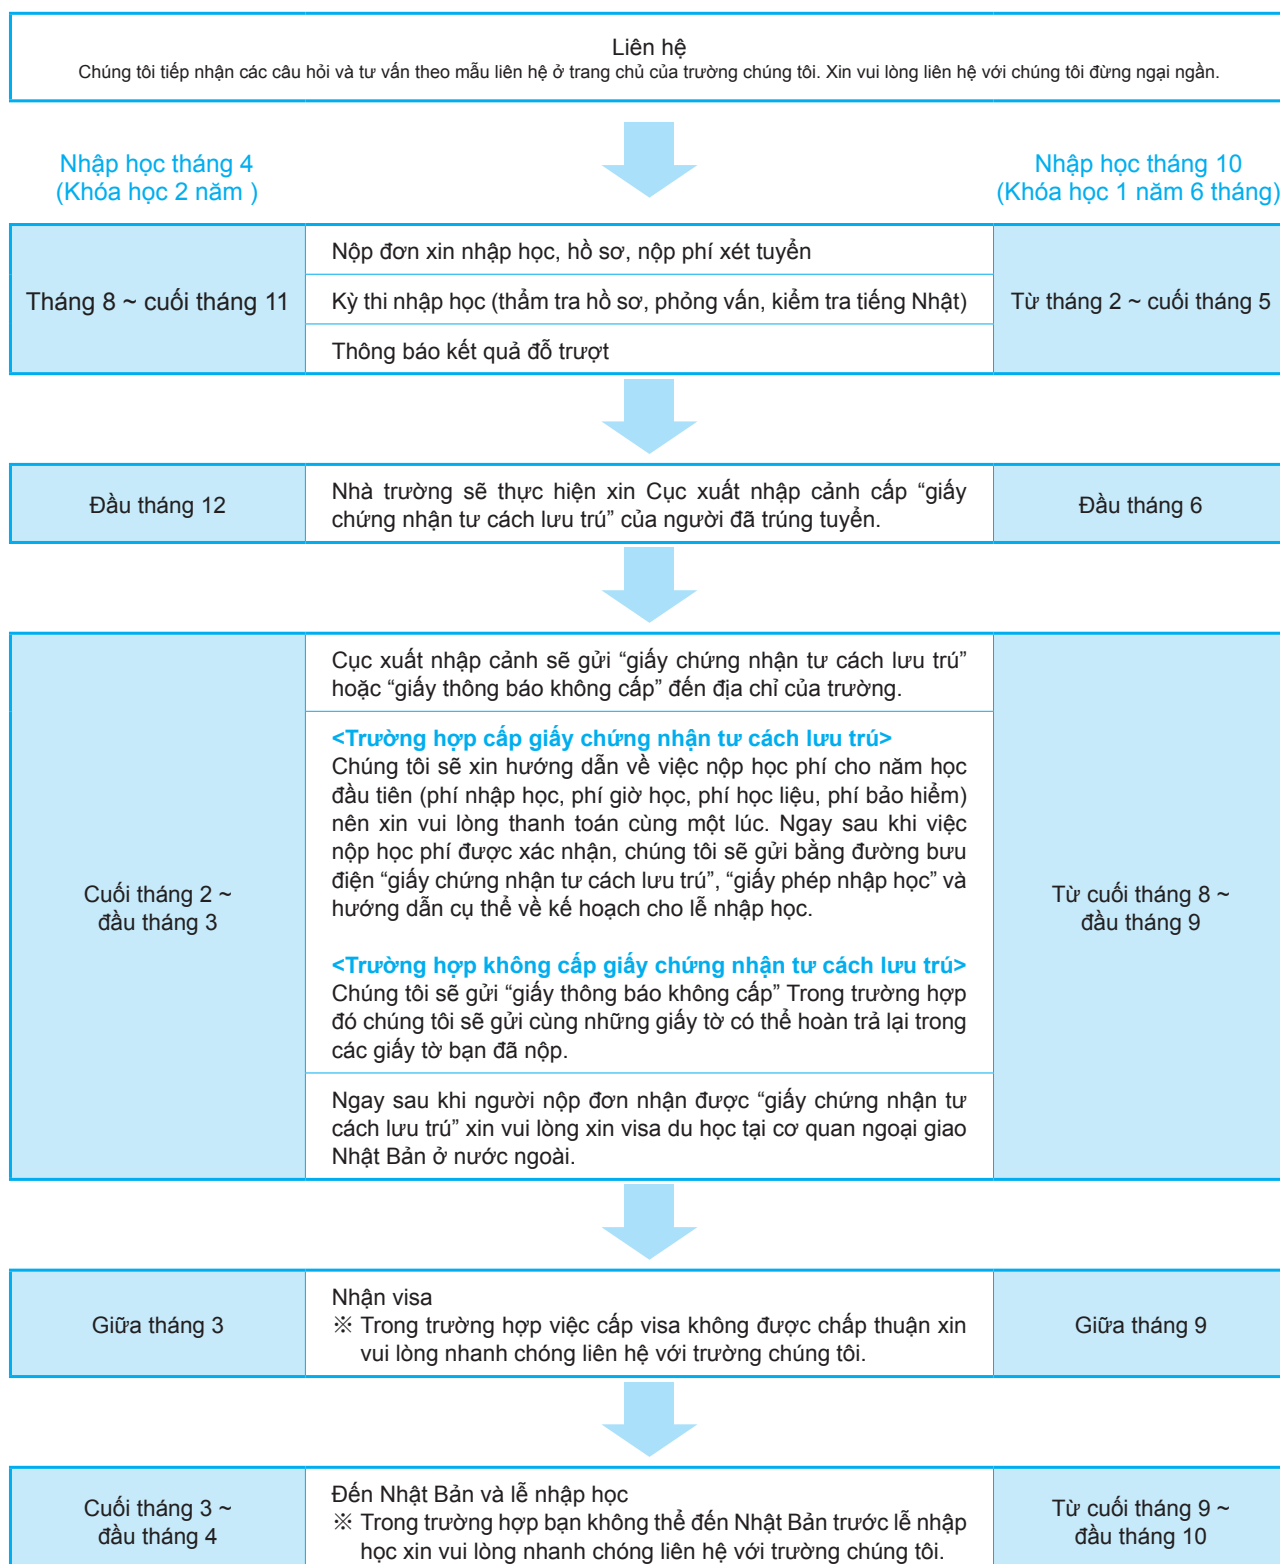 Liên hệ
Chúng tôi tiếp nhận các câu hỏi và tư vấn theo mẫu liên hệ ở trang chủ của trường chúng tôi. Xin vui lòng liên hệ với chúng tôi đừng ngại ngần.
Nhập học tháng 4
(Khóa học 2 năm )
Nhập học tháng 10
(Khóa học 1 năm 6 tháng)
Tháng 8 ~ cuối tháng 11
Nộp đơn xin nhập học, hồ sơ, nộp phí xét tuyển
Kỳ thi nhập học (thẩm tra hồ sơ, phỏng vấn, kiểm tra tiếng Nhật)
Thông báo kết quả đỗ trượt
Từ tháng 2 ~ cuối tháng 5
Đầu tháng 12
Nhà trường sẽ thực hiện xin Cục xuất nhập cảnh cấp “giấy
chứng nhận tư cách lưu trú” của người đã trúng tuyển.
Đầu tháng 6
Cuối tháng 2 ~
đầu tháng 3
Cục xuất nhập cảnh sẽ gửi “giấy chứng nhận tư cách lưu trú”
hoặc “giấy thông báo không cấp” đến địa chỉ của trường.
<Trường hợp cấp giấy chứng nhận tư cách lưu trú>
Chúng tôi sẽ xin hướng dẫn về việc nộp học phí cho năm học
đầu tiên (phí nhập học, phí giờ học, phí học liệu, phí bảo hiểm)
nên xin vui lòng thanh toán cùng một lúc. Ngay sau khi việc
nộp học phí được xác nhận, chúng tôi sẽ gửi bằng đường bưu
điện “giấy chứng nhận tư cách lưu trú”, “giấy phép nhập học” và
hướng dẫn cụ thể về kế hoạch cho lễ nhập học.
<Trường hợp không cấp giấy chứng nhận tư cách lưu trú>
Chúng tôi sẽ gửi “giấy thông báo không cấp” Trong trường hợp
đó chúng tôi sẽ gửi cùng những giấy tờ có thể hoàn trả lại trong
các giấy tờ bạn đã nộp.
Ngay sau khi người nộp đơn nhận được “giấy chứng nhận tư
cách lưu trú” xin vui lòng xin visa du học tại cơ quan ngoại giao
Nhật Bản ở nước ngoài.
Từ cuối tháng 8 ~
đầu tháng 9
Giữa tháng 3
Nhận visa
※ Trong trường hợp việc cấp visa không được chấp thuận xin
vui lòng nhanh chóng liên hệ với trường chúng tôi.
Giữa tháng 9
Cuối tháng 3 ~
đầu tháng 4
Đến Nhật Bản và lễ nhập học
※ Trong trường hợp bạn không thể đến Nhật Bản trước lễ nhập
học xin vui lòng nhanh chóng liên hệ với trường chúng tôi.
Từ cuối tháng 9 ~
đầu tháng 10